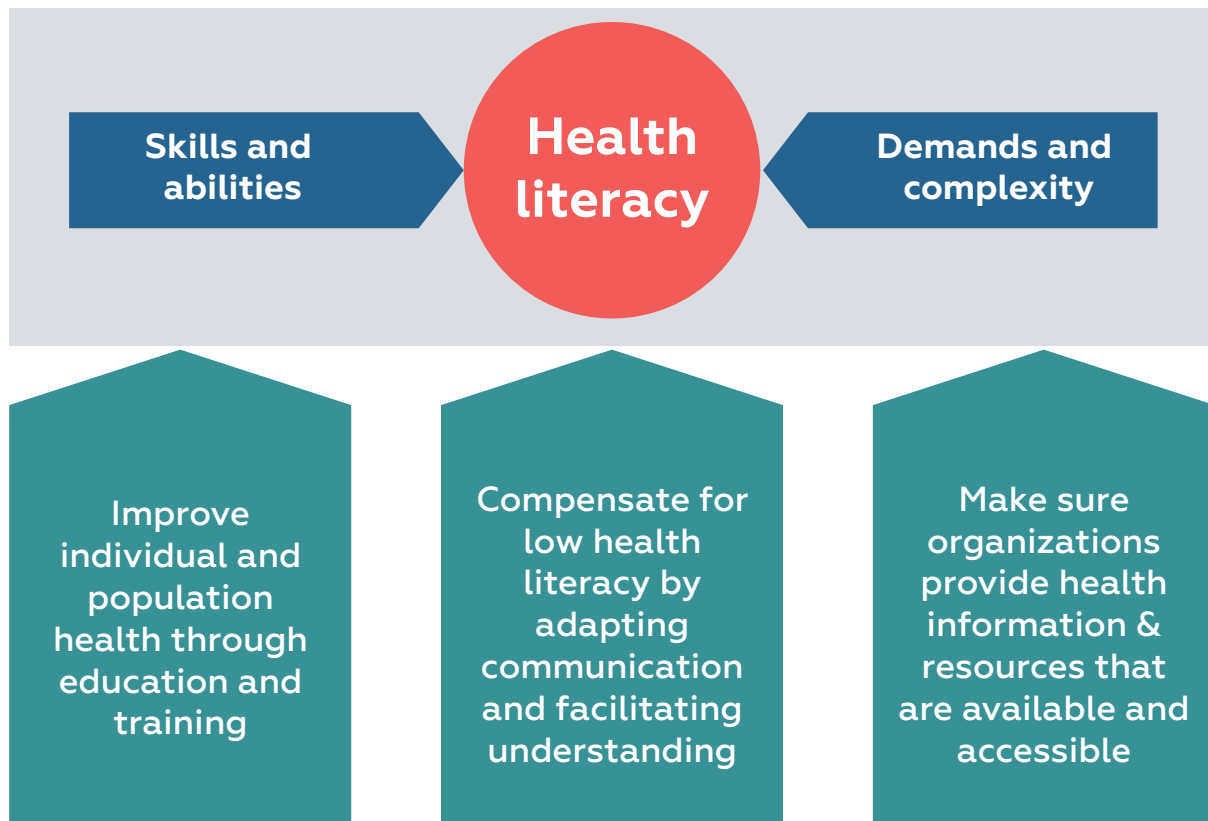 Skills and
abilities
Health
literacy
Demands and
complexity
Improve
individual and
population
health through
education and
training
Compensate for
low health
literacy by
adapting
communication
and facilitating
understanding
Make sure
organizations
provide health
information &
resources that
are available and
accessible